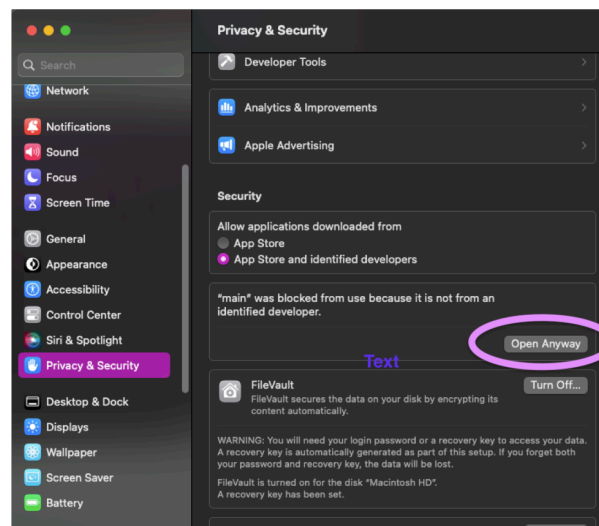 Privacy & Security
Search
Network
Notifications
Sound
Focus
Screen Time
General
Appearance
Accessibility
Control Center
Siri & Spotlight
Privacy & Security
Desktop & Dock
Displays
Wallpaper
Screen Saver
Battery
Developer Tools
Analytics & Improvements
Apple Advertising
Security
Allow applications downloaded from
App Store
App Store and identified developers
"main" was blocked from use because it is not from an
identified developer.
Open Anyway
Text
FileVault
Turn Off...
FileVault secures the data on your disk by encrypting its
content automatically.
WARNING: You will need your login password or a recovery key to access your data.
A recovery key is automatically generated as part of this setup. If you forget both
your password and recovery key, the data will be lost.
FileVault is turned on for the disk "Macintosh HD".
A recovery key has been set.